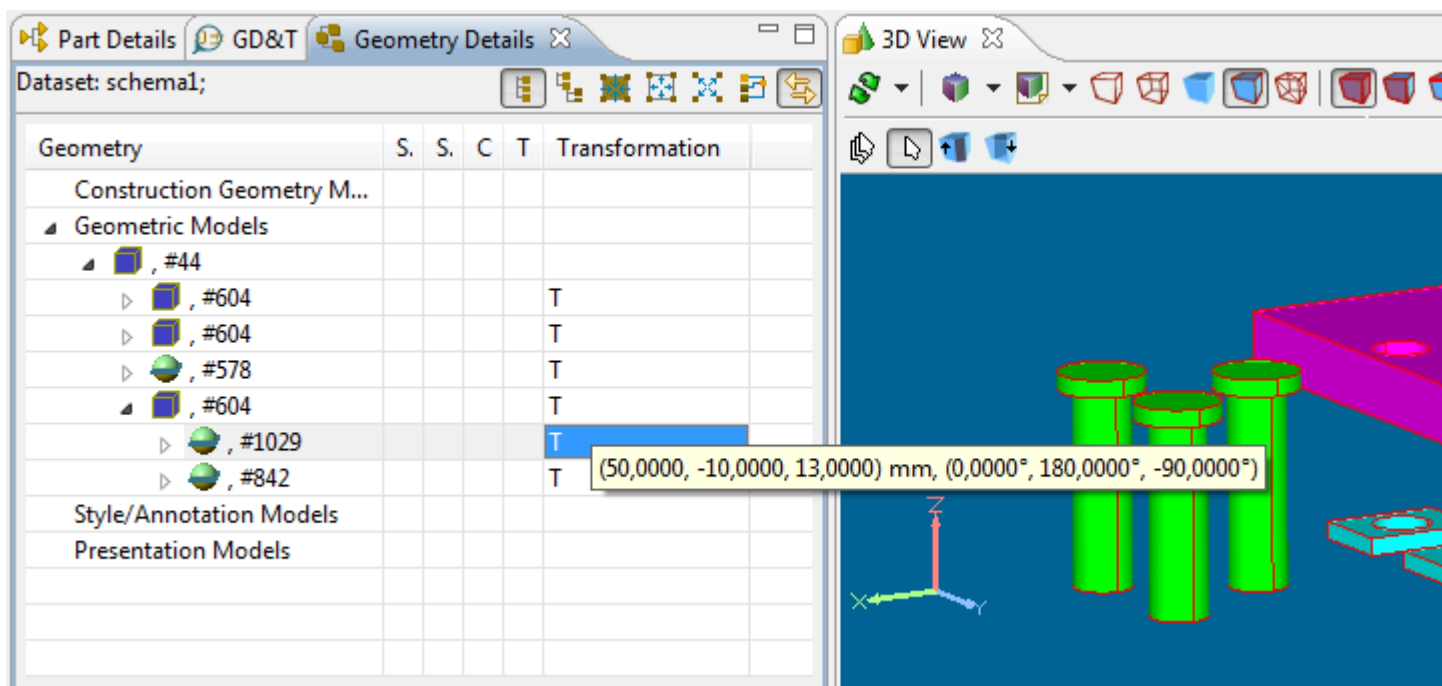 Part Details GD&T Geometry Details 3D View
Dataset: schema1;
Geometry S. S. C T Transformation
Construction Geometry M...
Geometric Models
, #44
, #604 T
, #604 T
, #578 T
, #604 T
, #1029 T
(50,0000, -10,0000, 13,0000) mm, (0,0000°, 180,0000°, -90,0000°)
, #842 T
Style/Annotation Models
Presentation Models
Z
X
Y